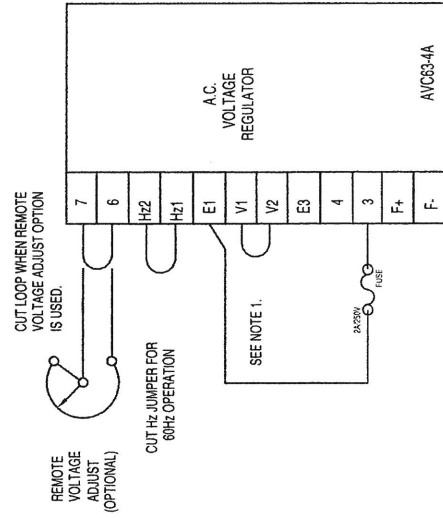 CUT LOOP WHEN REMOTE
VOLTAGE ADJUST OPTION
IS USED.
REMOTE
VOLTAGE
ADJUST
(OPTIONAL)
CUT Hz JUMPER FOR
60Hz OPERATION
SEE NOTE 1.
2A/250V
FUSE
7
6
Hz2
Hz1
E1
V1
V2
E3
4
3
F+
F-
A.C.
VOLTAGE
REGULATOR
AVC63-4A